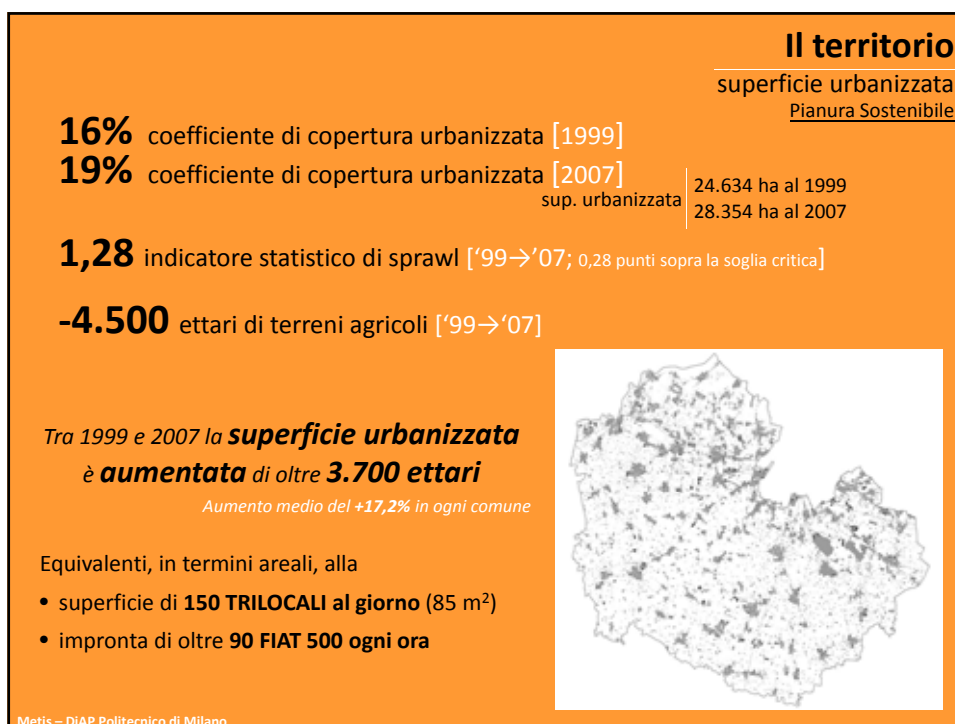 Il territorio
superficie urbanizzata
Pianura Sostenibile
16% coefficiente di copertura urbanizzata [1999]
19% coefficiente di copertura urbanizzata [2007]
sup. urbanizzata
24.634 ha al 1999
28.354 ha al 2007
1,28 indicatore statistico di sprawl [‘99→’07; 0,28 punti sopra la soglia critica]
-4.500 ettari di terreni agricoli [‘99→‘07]
Tra 1999 e 2007 la superficie urbanizzata
è aumentata di oltre 3.700 ettari
Aumento medio del +17,2% in ogni comune
Equivalenti, in termini areali, alla
• superficie di 150 TRILOCALI al giorno (85 m²)
• impronta di oltre 90 FIAT 500 ogni ora
Metis – DiAP Politecnico di Milano